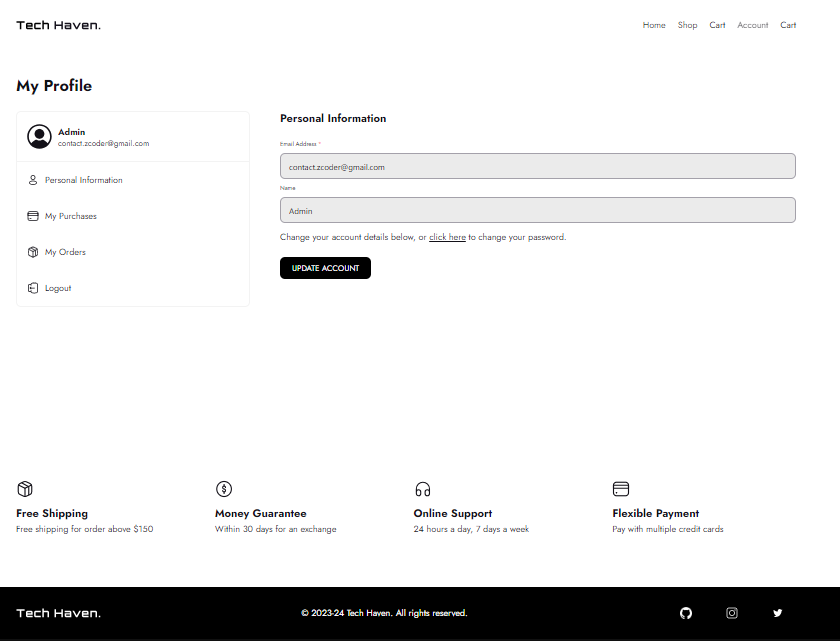 Tech Haven.
Home Shop Cart Account Cart
My Profile
Admin
contact.zcoder@gmail.com
Personal Information
My Purchases
My Orders
Logout
Personal Information
Email Address *
contact.zcoder@gmail.com
Name
Admin
Change your account details below, or click here to change your password.
UPDATE ACCOUNT
Free Shipping
Free shipping for order above $150
Money Guarantee
Within 30 days for an exchange
Online Support
24 hours a day, 7 days a week
Flexible Payment
Pay with multiple credit cards
Tech Haven.
© 2023-24 Tech Haven. All rights reserved.